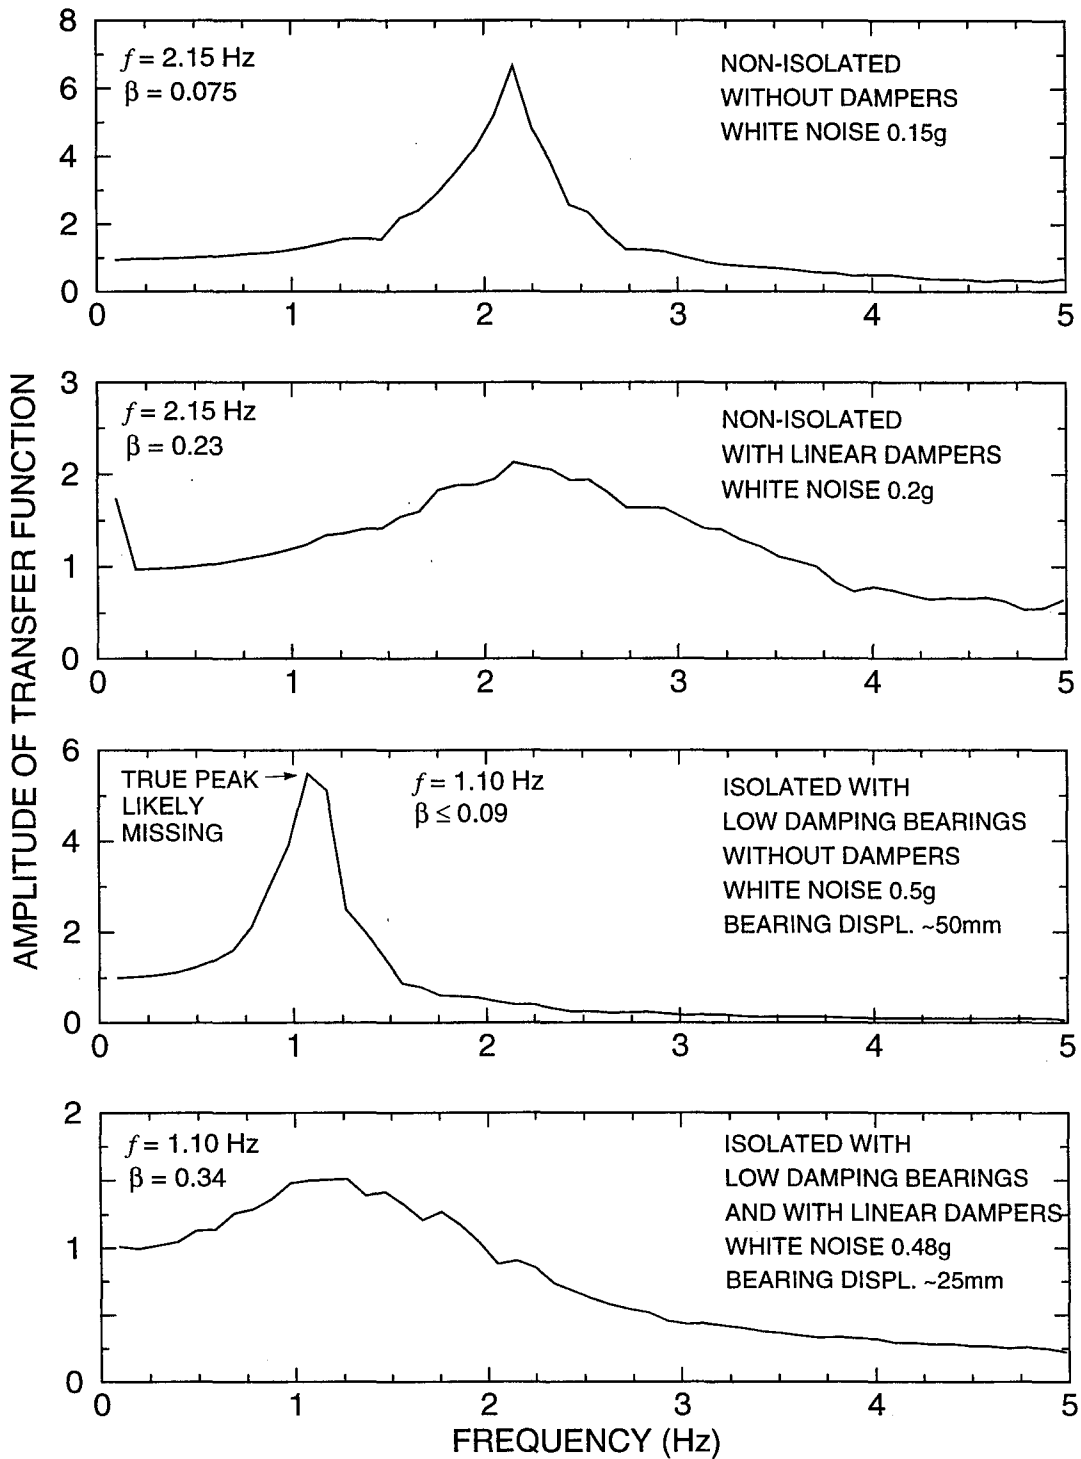 AMPLITUDE OF TRANSFER FUNCTION
8
6
4
2
0
f = 2.15 Hz
β = 0.075
NON-ISOLATED
WITHOUT DAMPERS
WHITE NOISE 0.15g
0 1 2 3 4 5
3
2
1
0
f = 2.15 Hz
β = 0.23
NON-ISOLATED
WITH LINEAR DAMPERS
WHITE NOISE 0.2g
0 1 2 3 4 5
6
4
2
0
TRUE PEAK
LIKELY
MISSING
f = 1.10 Hz
β ≤ 0.09
ISOLATED WITH
LOW DAMPING BEARINGS
WITHOUT DAMPERS
WHITE NOISE 0.5g
BEARING DISPL. ~50mm
0 1 2 3 4 5
2
1
0
f = 1.10 Hz
β = 0.34
ISOLATED WITH
LOW DAMPING BEARINGS
AND WITH LINEAR DAMPERS
WHITE NOISE 0.48g
BEARING DISPL. ~25mm
0 1 2 3 4 5
FREQUENCY (Hz)